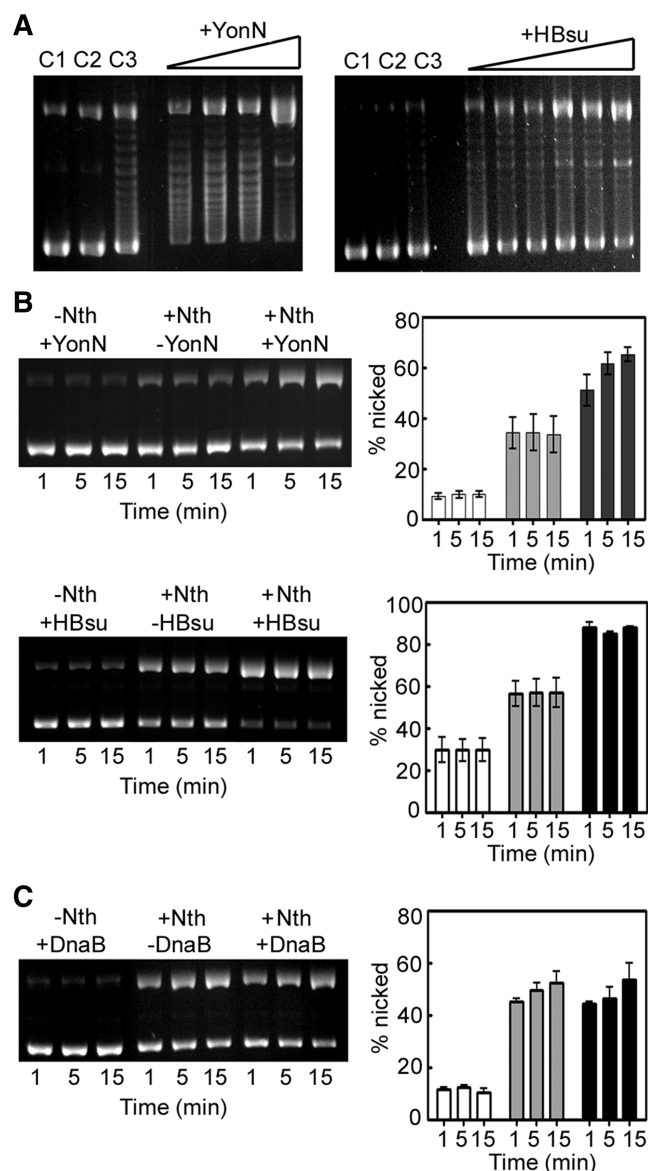 A
+YonN
C1 C2 C3
+HBsu
C1 C2 C3
B
-Nth +Nth +Nth
+YonN -YonN +YonN
1 5 15 1 5 15 1 5 15
Time (min)
80
60
40
20
0
% nicked
1 5 15 1 5 15 1 5 15
Time (min)
-Nth +Nth +Nth
+HBsu -HBsu +HBsu
1 5 15 1 5 15 1 5 15
Time (min)
100
80
60
40
20
0
% nicked
1 5 15 1 5 15 1 5 15
Time (min)
C
-Nth +Nth +Nth
+DnaB -DnaB +DnaB
1 5 15 1 5 15 1 5 15
Time (min)
80
60
40
20
0
% nicked
1 5 15 1 5 15 1 5 15
Time (min)